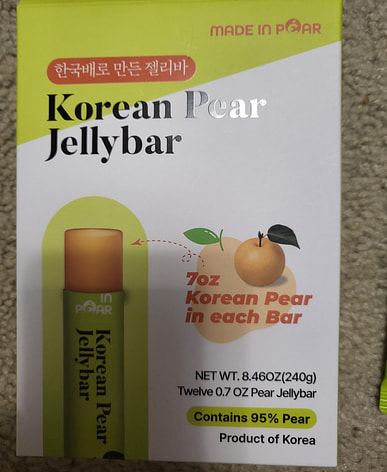 MADE IN PEAR
한국배로 만든 젤리바
Korean Pear
Jellybar
IN
PEAR
Korean Pear
Jellybar
7oz
Korean Pear
in each Bar
NET WT. 8.46OZ(240g)
Twelve 0.7 OZ Pear Jellybar
Contains 95% Pear
Product of Korea